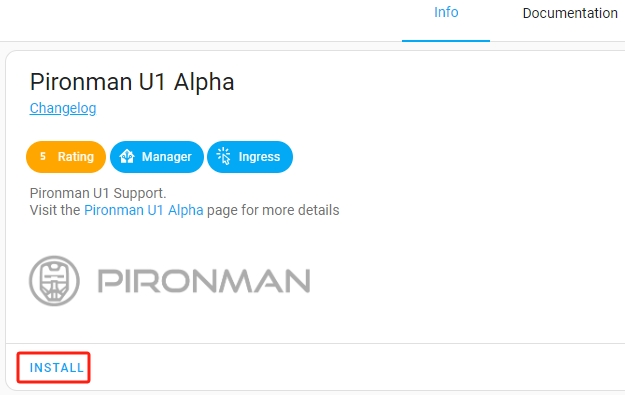 Info
Documentation
Pironman U1 Alpha
Changelog
5 Rating
Manager
Ingress
Pironman U1 Support.
Visit the Pironman U1 Alpha page for more details
PIRONMAN
INSTALL